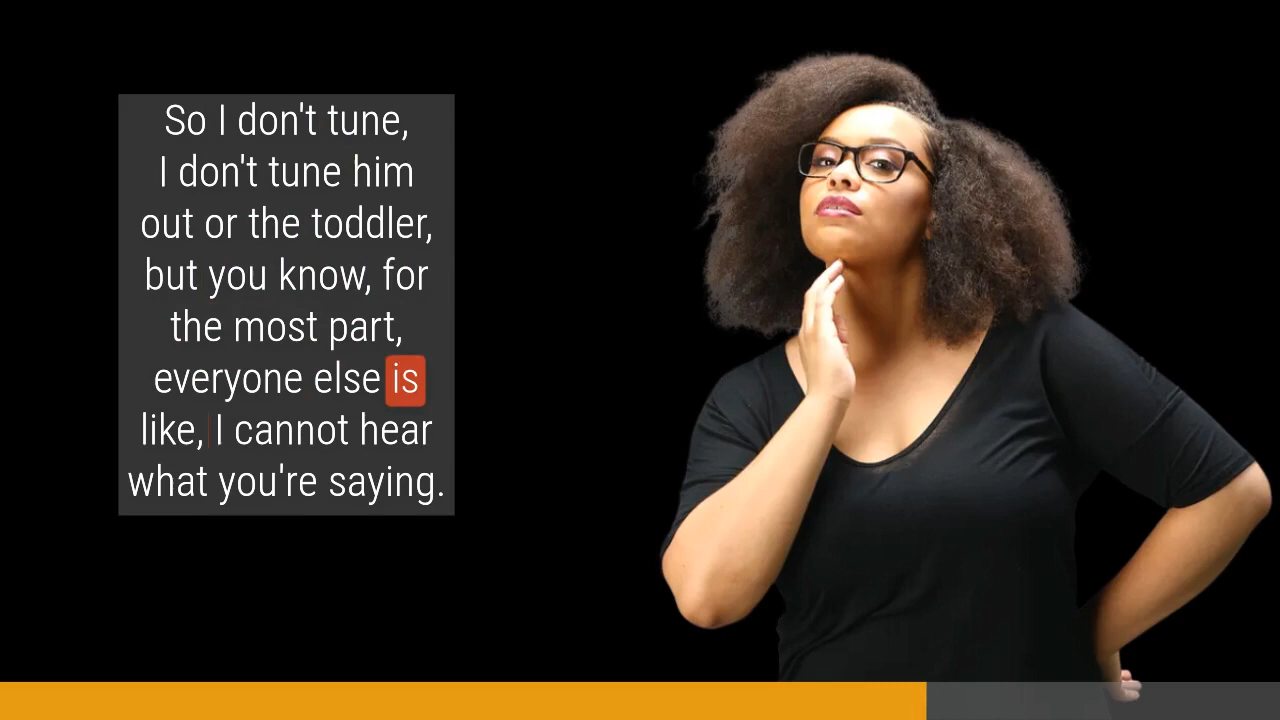 So I don't tune,
I don't tune him
out or the toddler,
but you know, for
the most part,
everyone else is
like, I cannot hear
what you're saying.